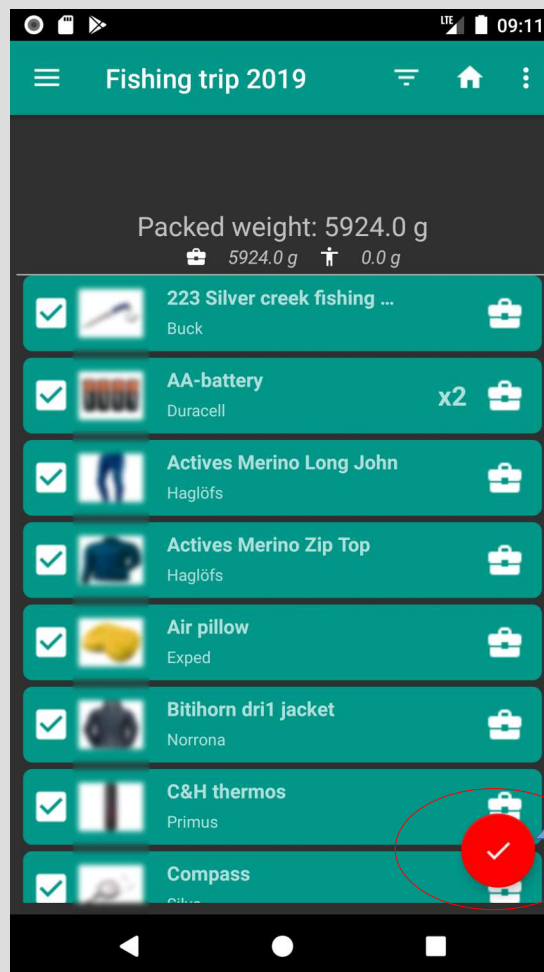 LTE 09:11
Fishing trip 2019
Packed weight: 5924.0 g
5924.0 g 0.0 g
223 Silver creek fishing ...
Buck
AA-battery
x2
Duracell
Actives Merino Long John
Haglöfs
Actives Merino Zip Top
Haglöfs
Air pillow
Exped
Bitihorn dri1 jacket
Norrona
C&H thermos
Primus
Compass